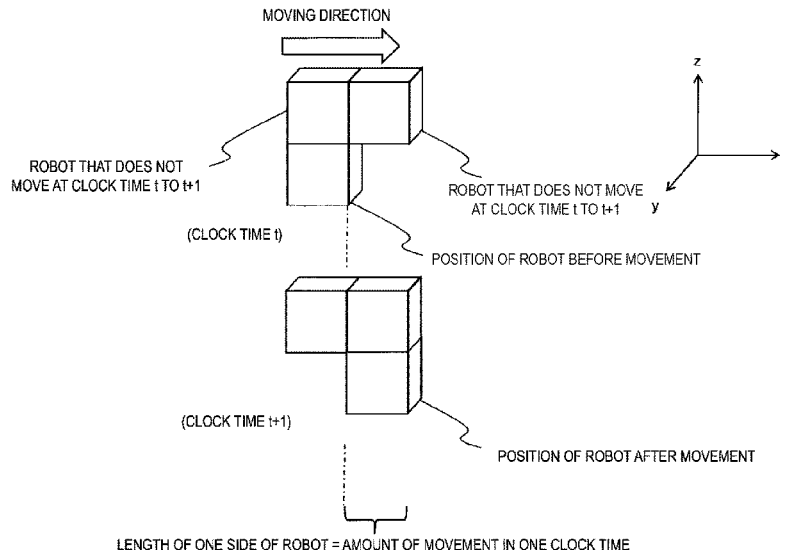 MOVING DIRECTION
z
ROBOT THAT DOES NOT
MOVE AT CLOCK TIME t TO t+1
ROBOT THAT DOES NOT MOVE
AT CLOCK TIME t TO t+1
y
(CLOCK TIME t)
POSITION OF ROBOT BEFORE MOVEMENT
(CLOCK TIME t+1)
POSITION OF ROBOT AFTER MOVEMENT
LENGTH OF ONE SIDE OF ROBOT = AMOUNT OF MOVEMENT IN ONE CLOCK TIME